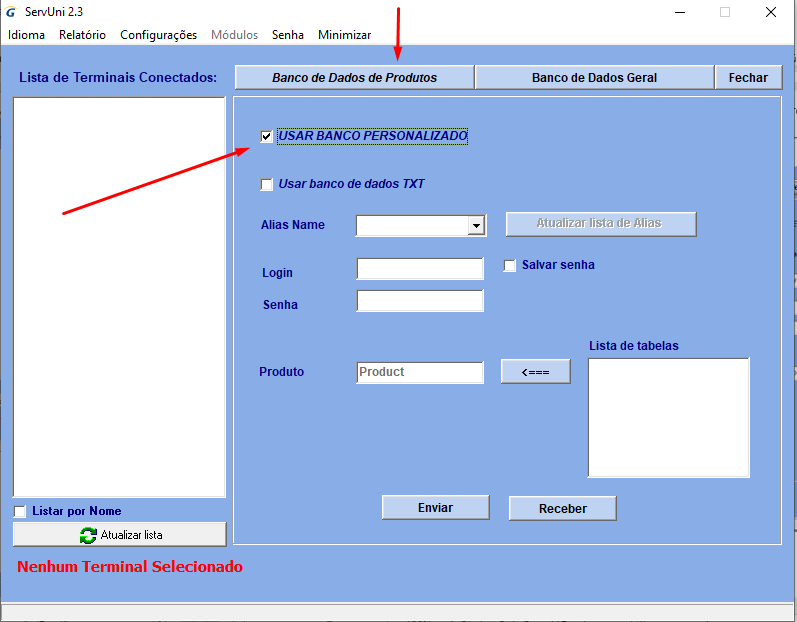 ServUni 2.3
Idioma Relatório Configurações Módulos Senha Minimizar
Lista de Terminais Conectados:
Banco de Dados de Produtos Banco de Dados Geral Fechar
USAR BANCO PERSONALIZADO
Usar banco de dados TXT
Alias Name Atualizar lista de Alias
Login Salvar senha
Senha
Lista de tabelas
Produto Product <===
Enviar Receber
Listar por Nome
Atualizar lista
Nenhum Terminal Selecionado